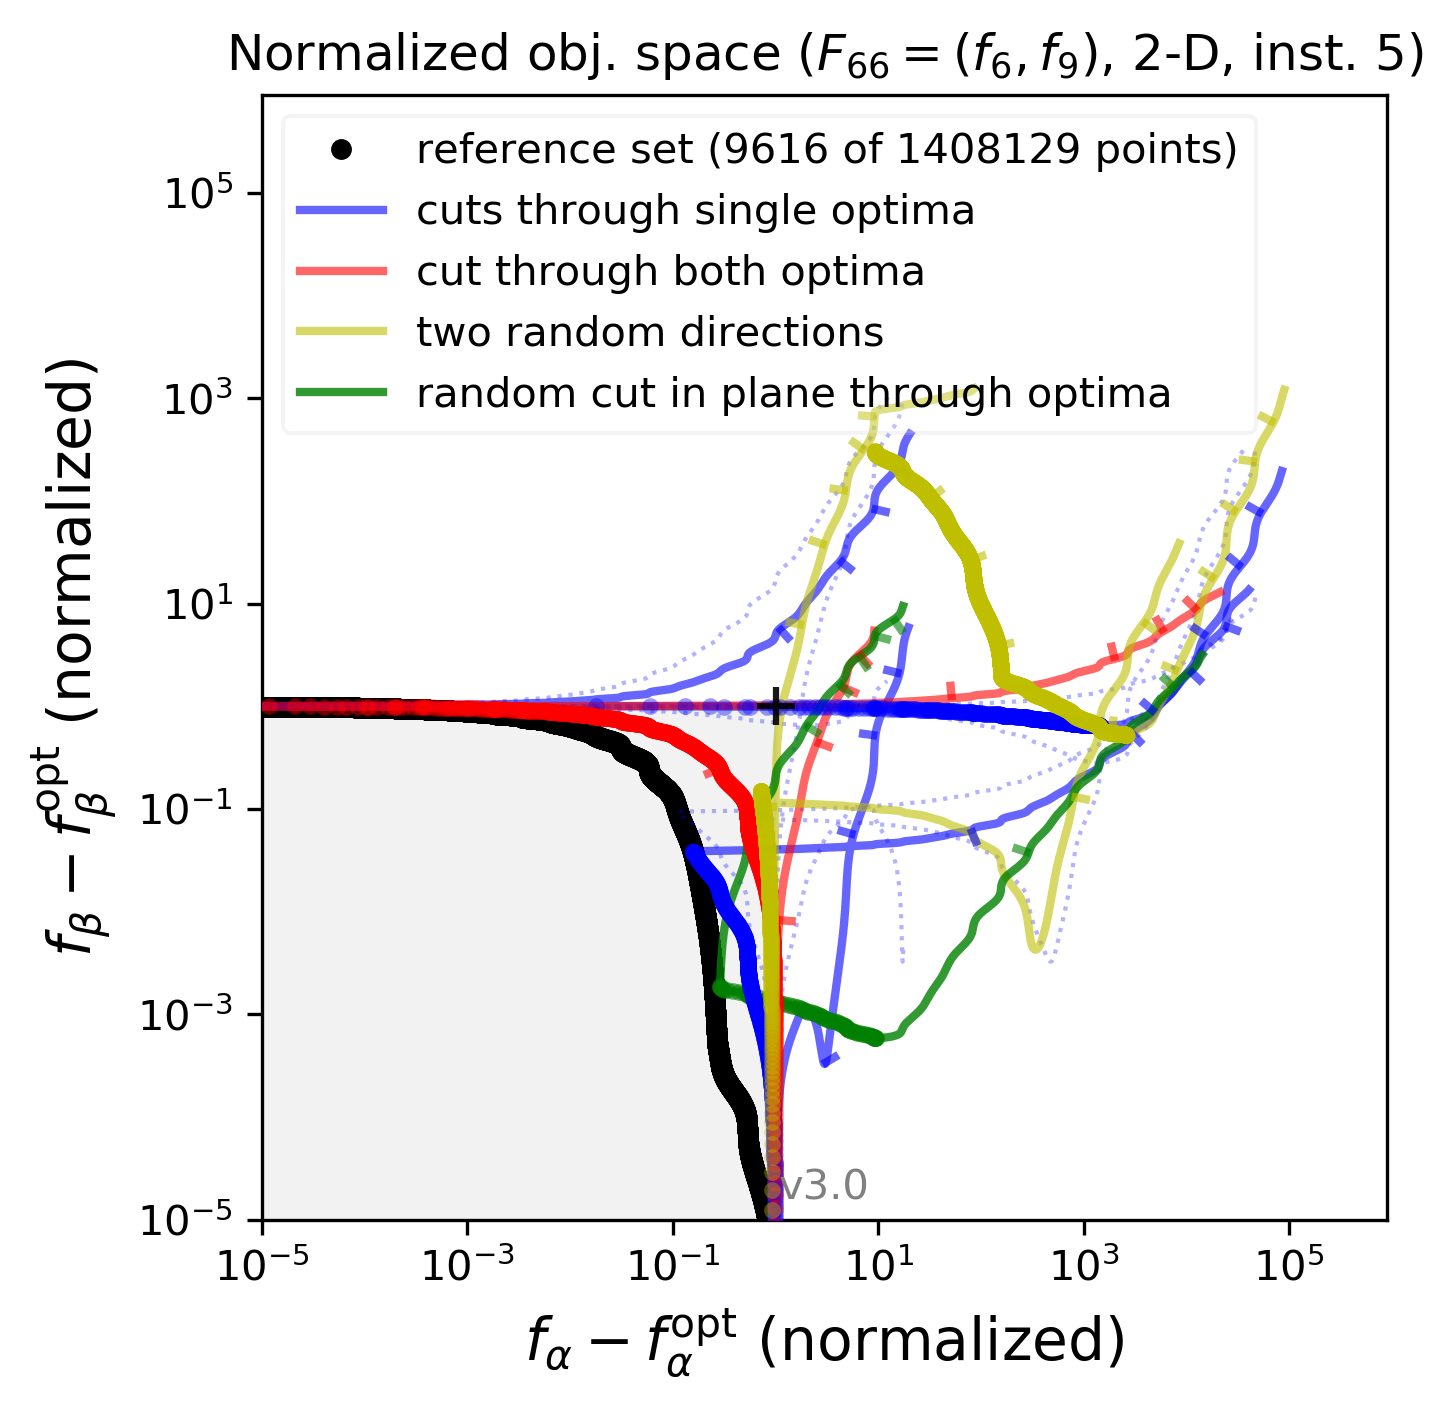 Normalized obj. space (F₆₆ = (f₆, f₉), 2-D, inst. 5)
reference set (9616 of 1408129 points)
cuts through single optima
cut through both optima
two random directions
random cut in plane through optima
10⁵
10³
10¹
10⁻¹
10⁻³
10⁻⁵
f_β − f_β^opt (normalized)
v3.0
10⁻⁵
10⁻³
10⁻¹
10¹
10³
10⁵
f_α − f_α^opt (normalized)